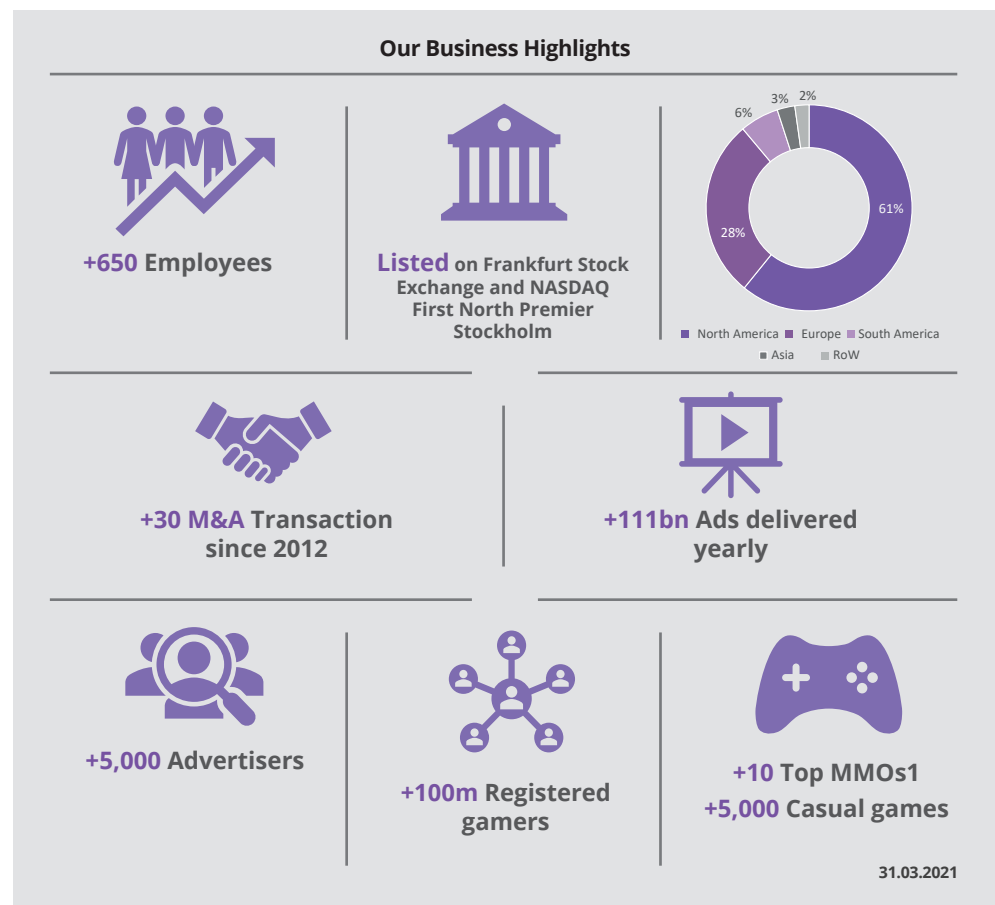 Our Business Highlights
+650 Employees
Listed on Frankfurt Stock
Exchange and NASDAQ
First North Premier
Stockholm
6%
3%
2%
61%
28%
North America
Europe
South America
Asia
RoW
+30 M&A Transaction
since 2012
+111bn Ads delivered
yearly
+5,000 Advertisers
+100m Registered
gamers
+10 Top MMOs1
+5,000 Casual games
31.03.2021